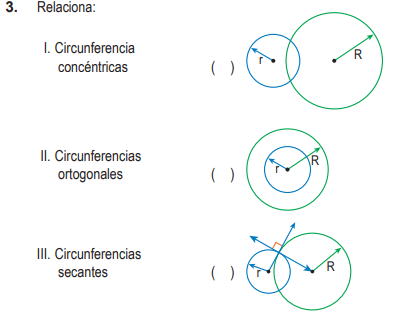 3. Relaciona:
I. Circunferencia
concéntricas
( )
r
R
II. Circunferencias
ortogonales
( )
r
R
III. Circunferencias
secantes
( )
r
R